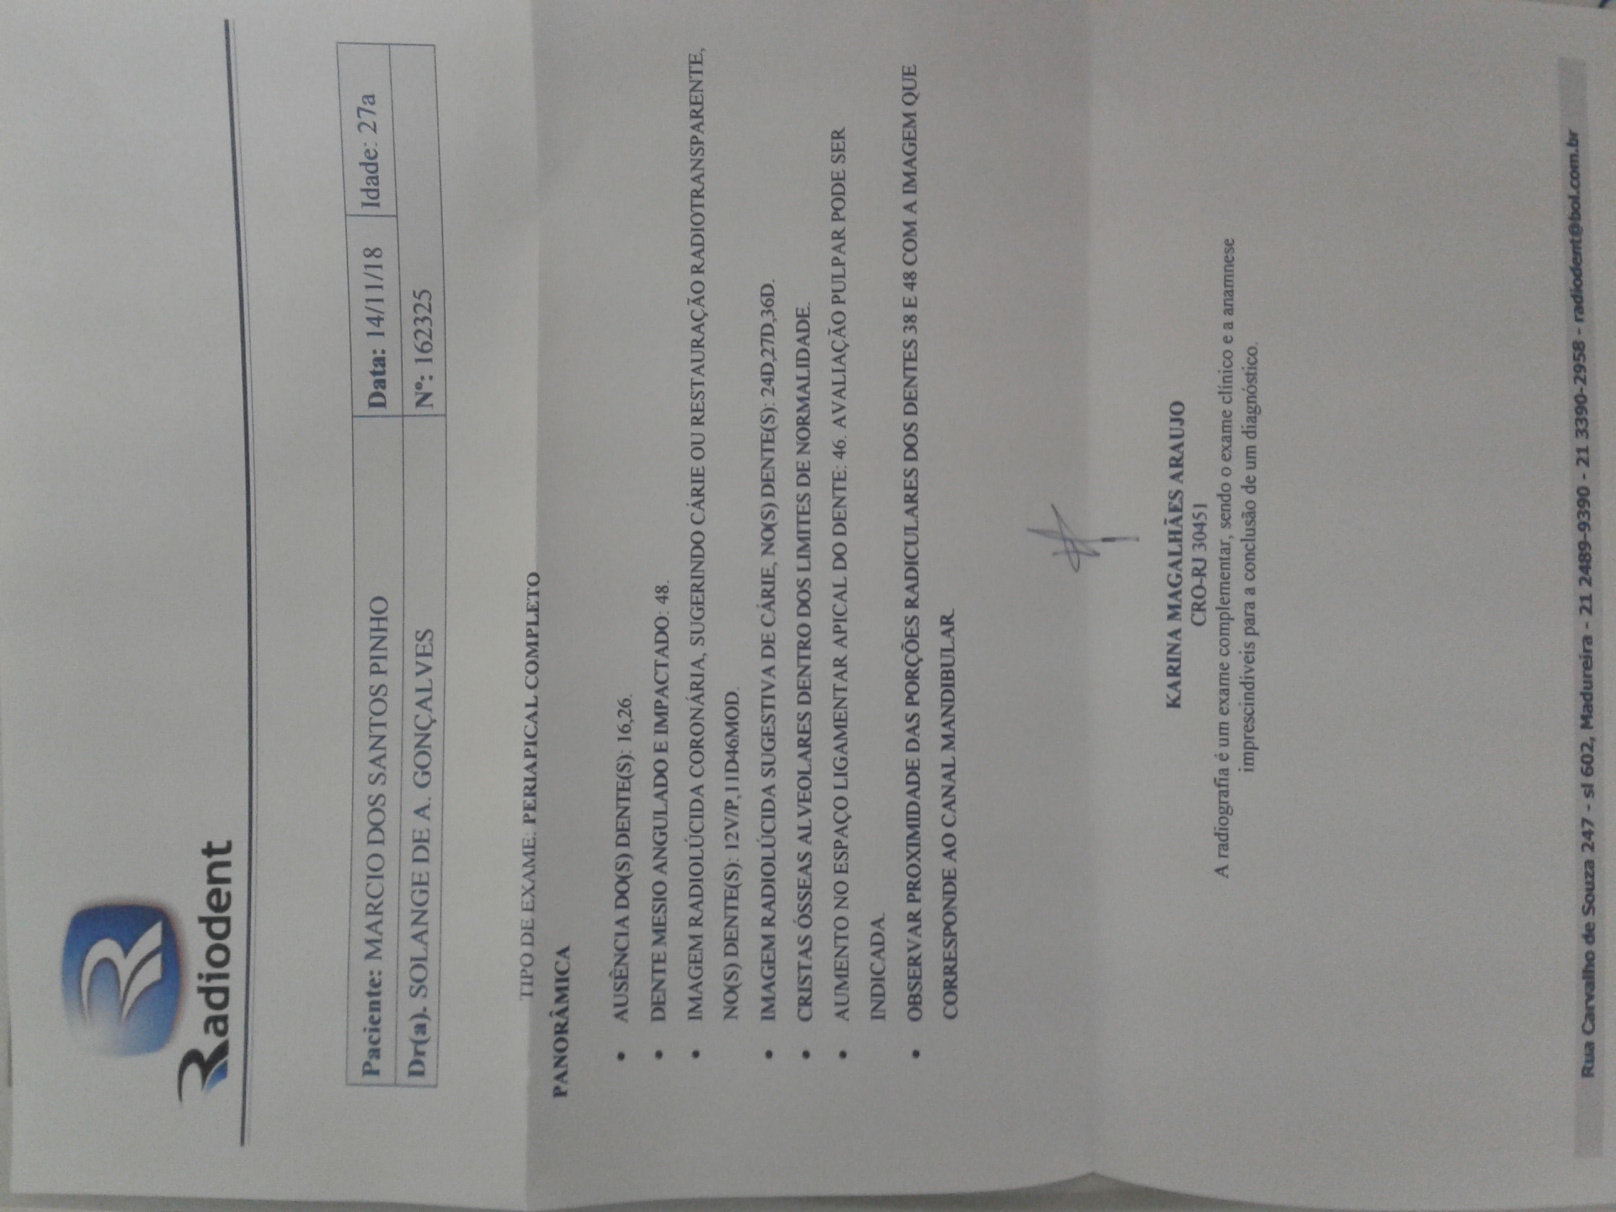 Radiodent
Paciente: MARCIO DOS SANTOS PINHO Data: 14/11/18 Idade: 27a
Dr(a). SOLANGE DE A. GONÇALVES Nº: 162325
TIPO DE EXAME: PERIAPICAL COMPLETO
PANORÂMICA
• AUSÊNCIA DO(S) DENTE(S): 16,26.
• DENTE MESIO ANGULADO E IMPACTADO: 48.
• IMAGEM RADIOLÚCIDA CORONÁRIA, SUGERINDO CÁRIE OU RESTAURAÇÃO RADIOTRANSPARENTE,
NO(S) DENTE(S): 12V/P,11D46MOD.
• IMAGEM RADIOLÚCIDA SUGESTIVA DE CÁRIE, NO(S) DENTE(S): 24D,27D,36D.
• CRISTAS ÓSSEAS ALVEOLARES DENTRO DOS LIMITES DE NORMALIDADE.
• AUMENTO NO ESPAÇO LIGAMENTAR APICAL DO DENTE: 46. AVALIAÇÃO PULPAR PODE SER
INDICADA.
• OBSERVAR PROXIMIDADE DAS PORÇÕES RADICULARES DOS DENTES 38 E 48 COM A IMAGEM QUE
CORRESPONDE AO CANAL MANDIBULAR.
KARINA MAGALHÃES ARAUJO
CRO-RJ 30451
A radiografia é um exame complementar, sendo o exame clínico e a anamnese
imprescindíveis para a conclusão de um diagnóstico.
Rua Carvalho de Souza 247 - sl 602, Madureira - 21 2489-9390 - 21 3390-2958 - radiodent@bol.com.br